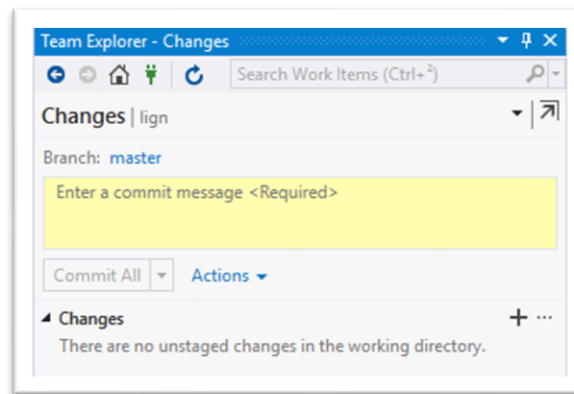 Team Explorer - Changes
Search Work Items (Ctrl+²)
Changes | lign
Branch: master
Enter a commit message <Required>
Commit All
Actions
Changes
There are no unstaged changes in the working directory.